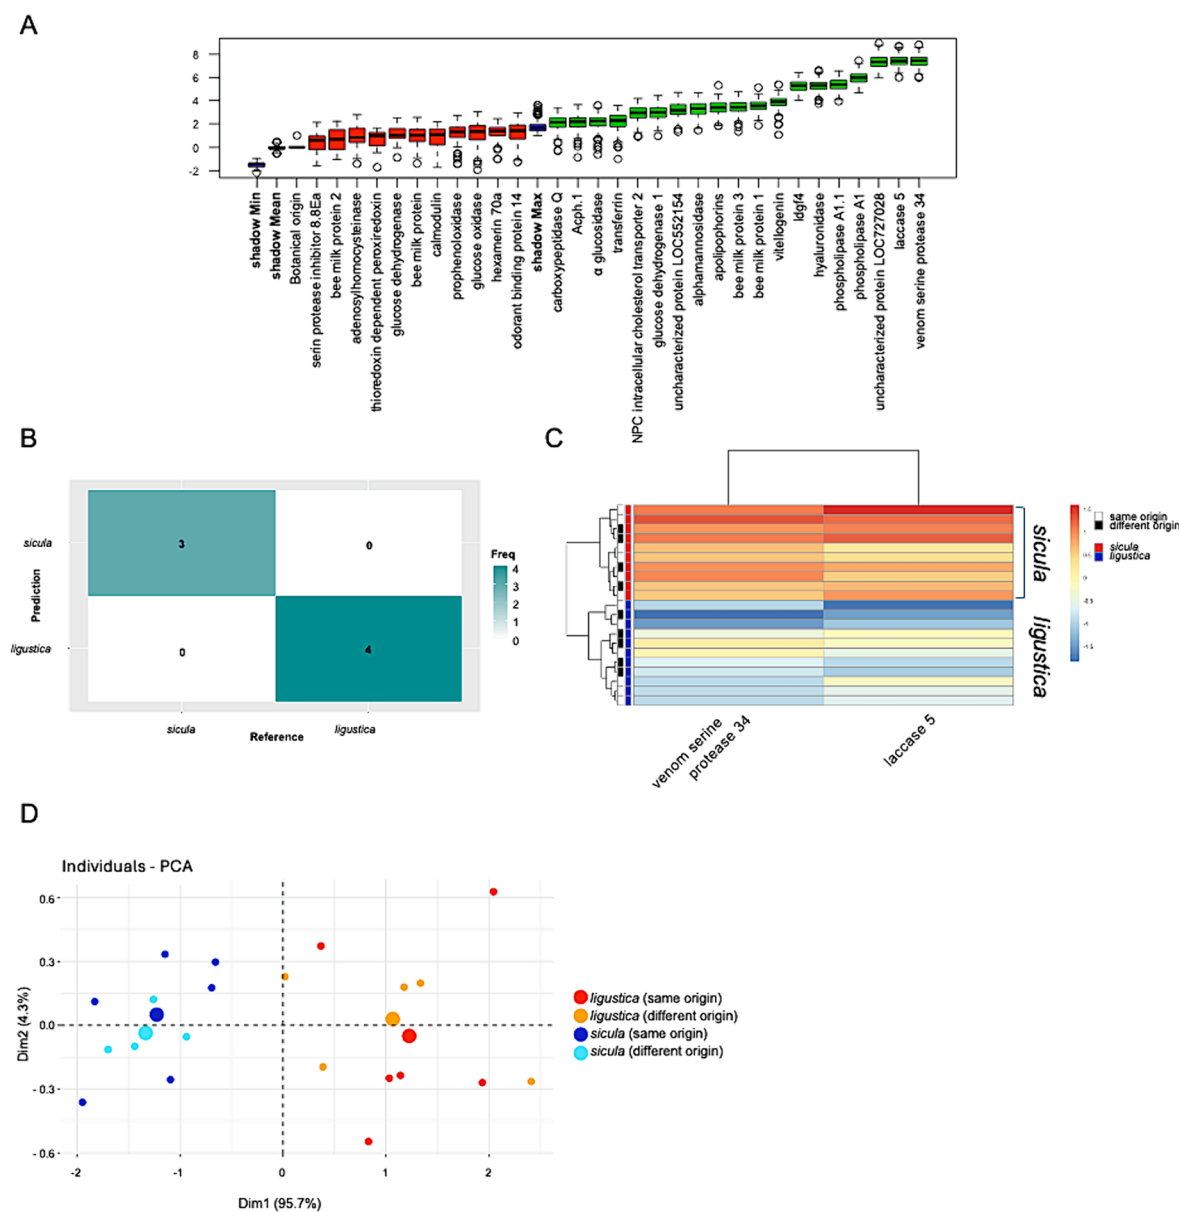 A
8
6
4
2
0
-2
shadow Min
shadow Mean
Botanical origin
serin protease inhibitor 8.8Ea
bee milk protein 2
adenosylhomocysteinase
thioredoxin dependent peroxiredoxin
glucose dehydrogenase
bee milk protein
calmodulin
prophenoloxidase
glucose oxidase
hexamerin 70a
odorant binding protein 14
shadow Max
carboxypeptidase Q
Acph.1
α glucosidase
transferrin
NPC intracellular cholesterol transporter 2
glucose dehydrogenase 1
uncharacterized protein LOC552154
alphamannosidase
apolipophorins
bee milk protein 3
bee milk protein 1
vitellogenin
Idgf4
hyaluronidase
phospholipase A1.1
phospholipase A1
uncharacterized protein LOC727028
laccase 5
venom serine protease 34
B
Prediction
sicula
3
0
ligustica
0
4
sicula
ligustica
Reference
Freq
4
3
2
1
0
C
same origin
different origin
sicula
ligustica
sicula
ligustica
venom serine
protease 34
laccase 5
D
Individuals - PCA
Dim2 (4.3%)
0.6
0.3
0.0
-0.3
-0.6
-2
-1
0
1
2
Dim1 (95.7%)
ligustica (same origin)
ligustica (different origin)
sicula (same origin)
sicula (different origin)